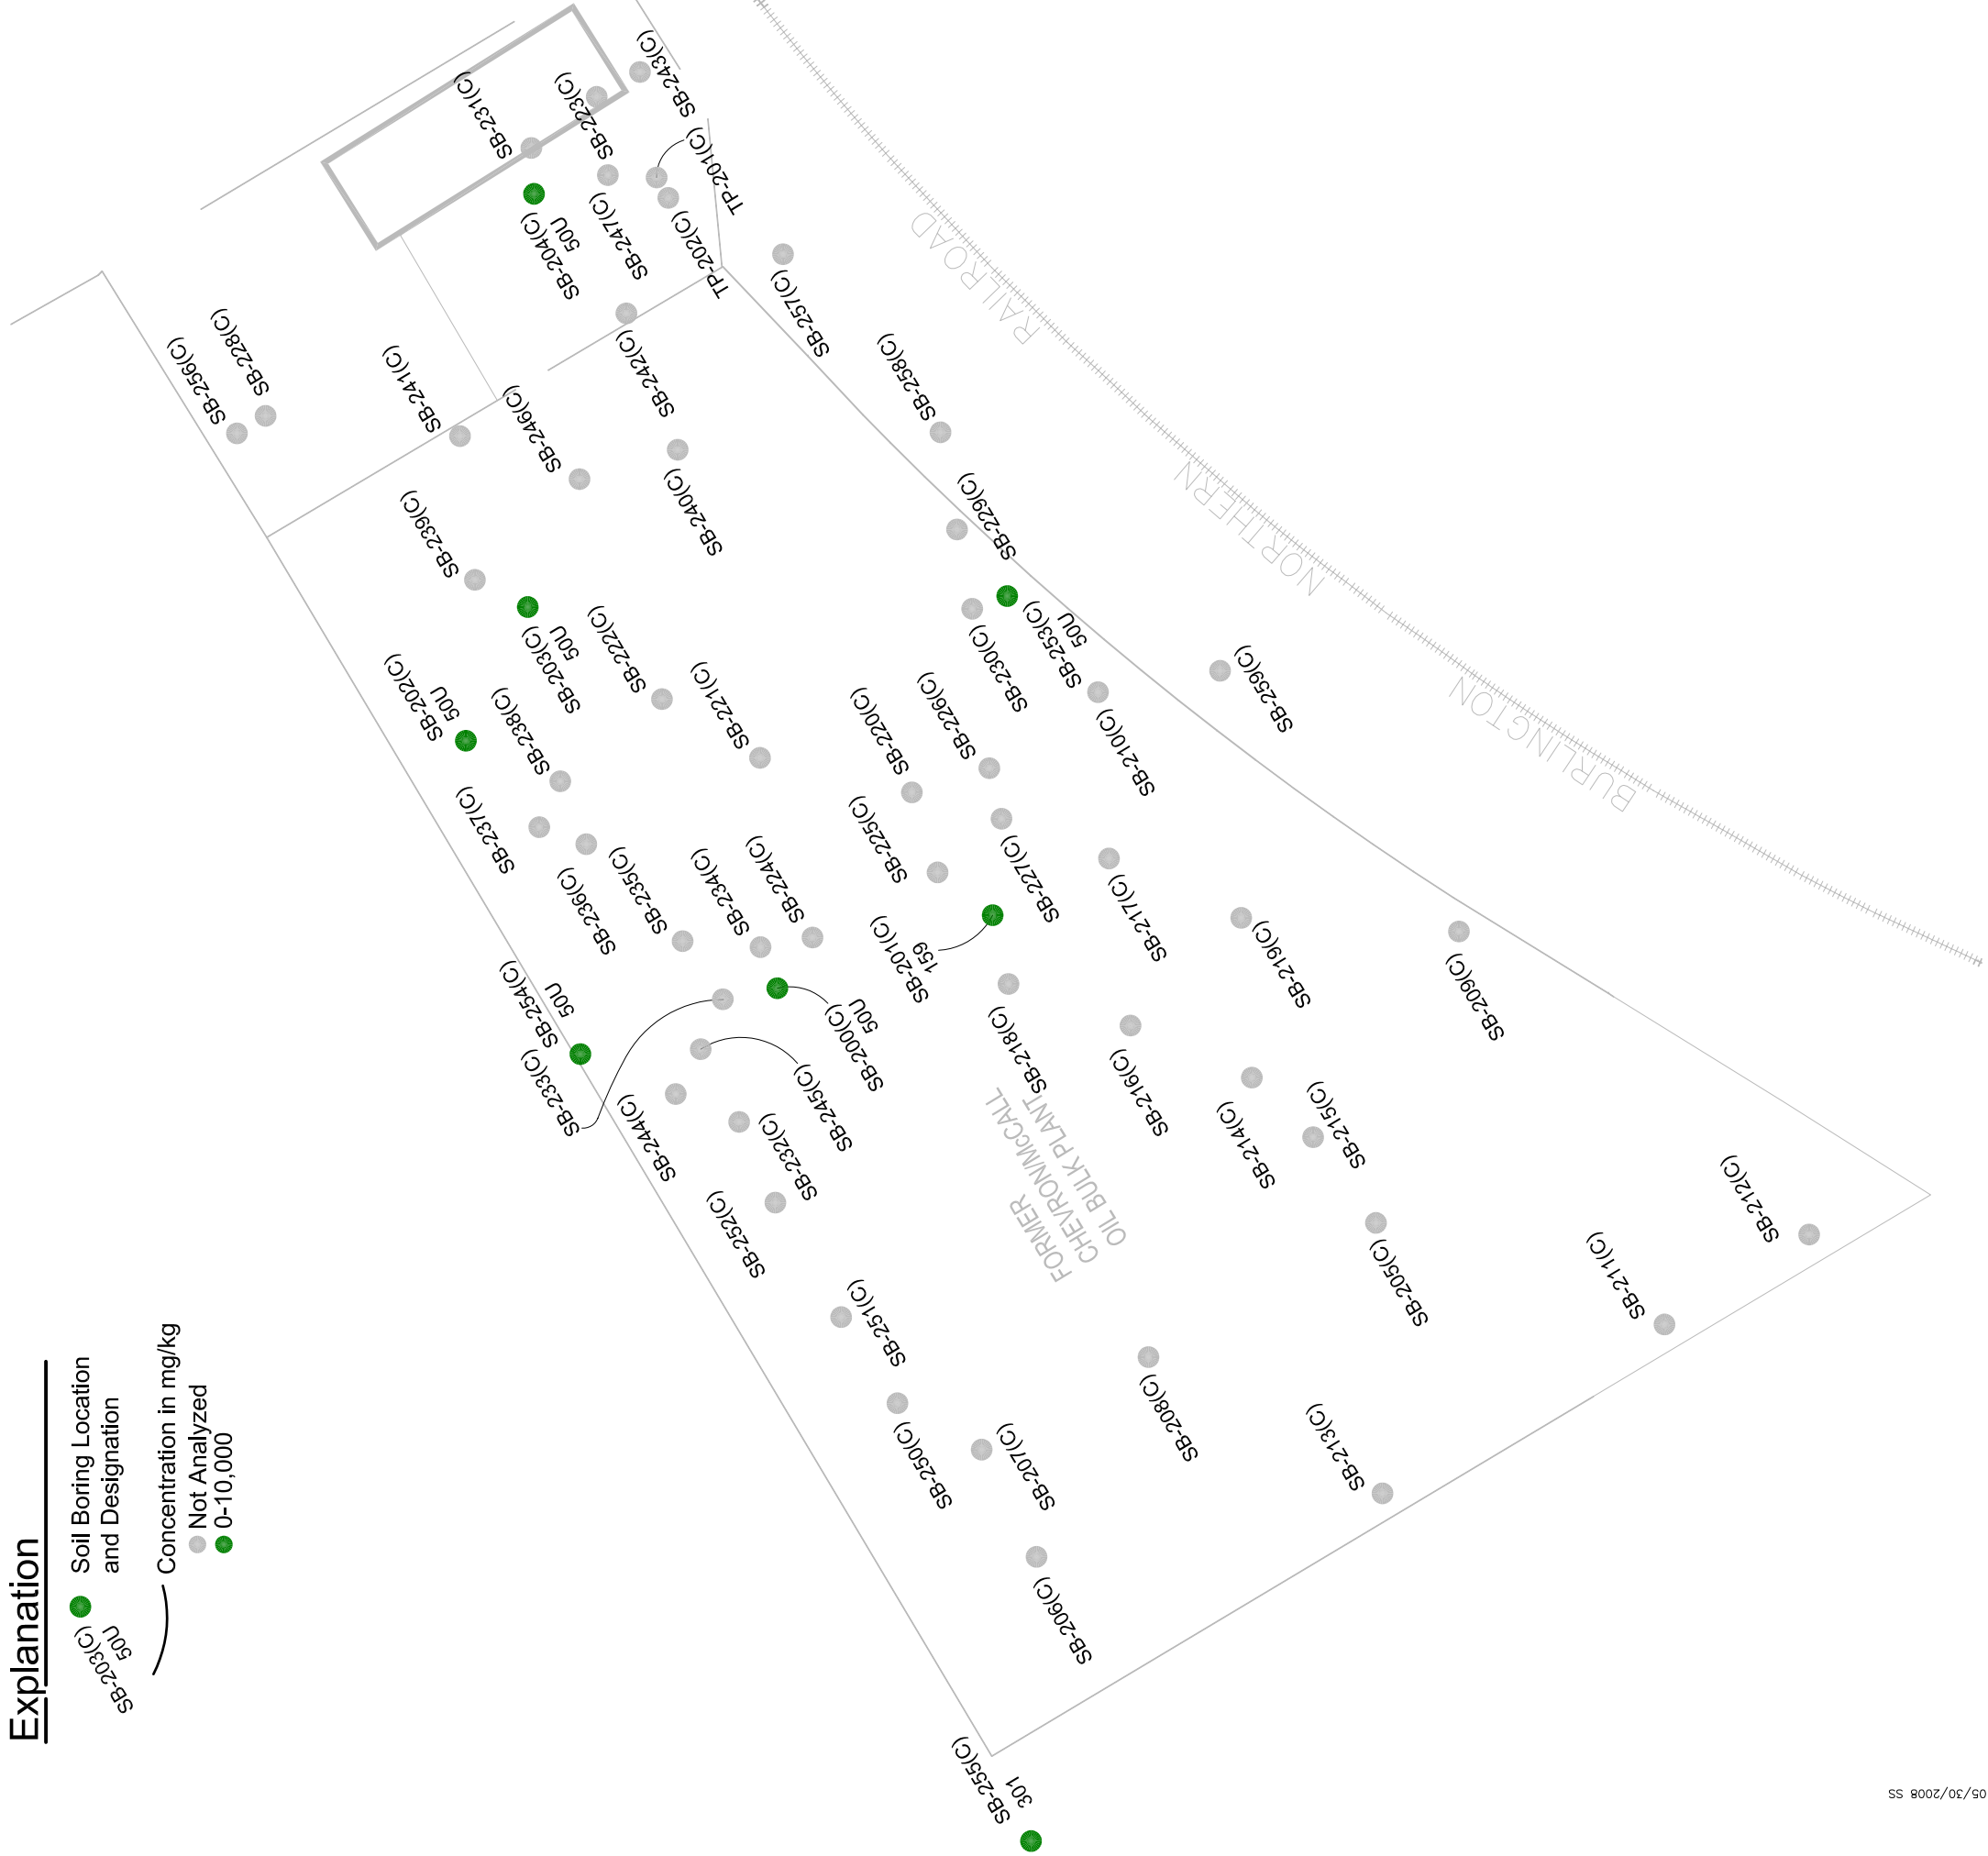 Explanation
SB-203(C)
50U
Soil Boring Location
and Designation
Concentration in mg/kg
Not Analyzed
0-10,000
SB-243(C)
SB-231(C)
SB-223(C)
TP-201(C)
SB-204(C)
50U
SB-247(C)
TP-202(C)
SB-257(C)
SB-256(C)
SB-228(C)
SB-241(C)
SB-242(C)
SB-246(C)
SB-240(C)
SB-258(C)
SB-239(C)
SB-229(C)
SB-203(C)
50U
SB-222(C)
SB-202(C)
50U
SB-238(C)
SB-221(C)
SB-230(C)
SB-253(C)
50U
SB-210(C)
SB-259(C)
SB-220(C)
SB-226(C)
SB-237(C)
SB-236(C)
SB-235(C)
SB-234(C)
SB-224(C)
SB-225(C)
SB-227(C)
SB-217(C)
SB-201(C)
159
SB-219(C)
SB-209(C)
SB-254(C)
50U
SB-233(C)
SB-200(C)
50U
SB-245(C)
SB-244(C)
SB-232(C)
SB-252(C)
SB-218(C)
SB-216(C)
SB-214(C)
SB-215(C)
SB-205(C)
SB-212(C)
SB-211(C)
SB-251(C)
SB-250(C)
SB-207(C)
SB-208(C)
SB-213(C)
SB-206(C)
SB-255(C)
301
FORMER
CHEVRON/McCALL
OIL BULK PLANT
BURLINGTON
NORTHERN
RAILROAD
05/30/2008 SS